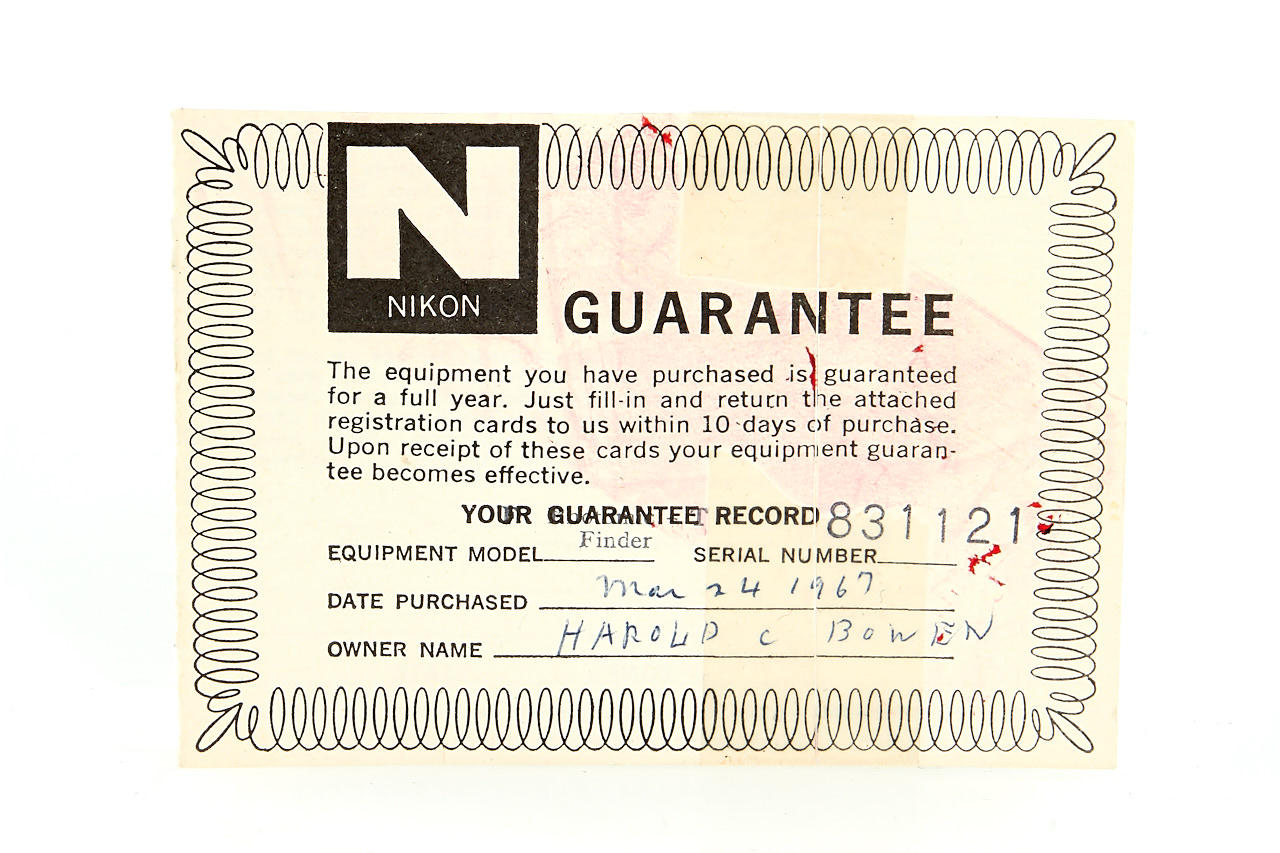 N
NIKON
GUARANTEE
The equipment you have purchased is guaranteed
for a full year. Just fill-in and return the attached
registration cards to us within 10 days of purchase.
Upon receipt of these cards your equipment guaran-
tee becomes effective.
YOUR GUARANTEE RECORD 8311121
Finder
EQUIPMENT MODEL SERIAL NUMBER
DATE PURCHASED Mar 24 1967
OWNER NAME HAROLD C BOWEN